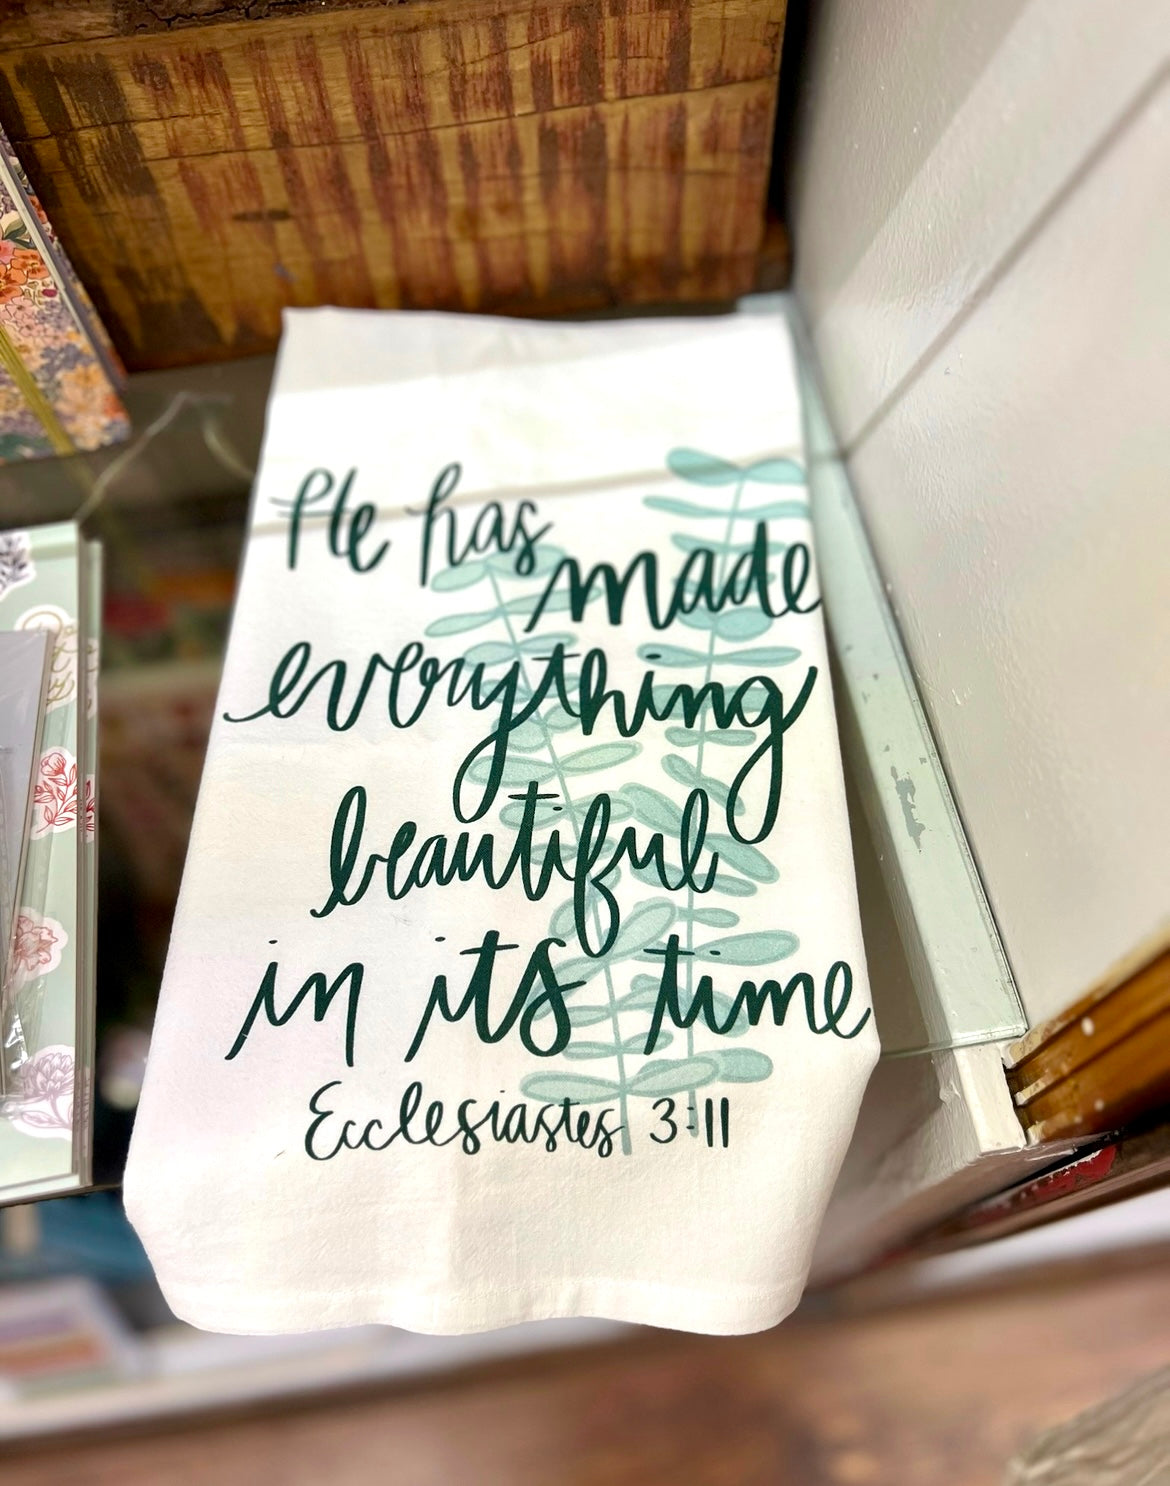 He has
made
everything
beautiful
in its time
Ecclesiastes 3:11